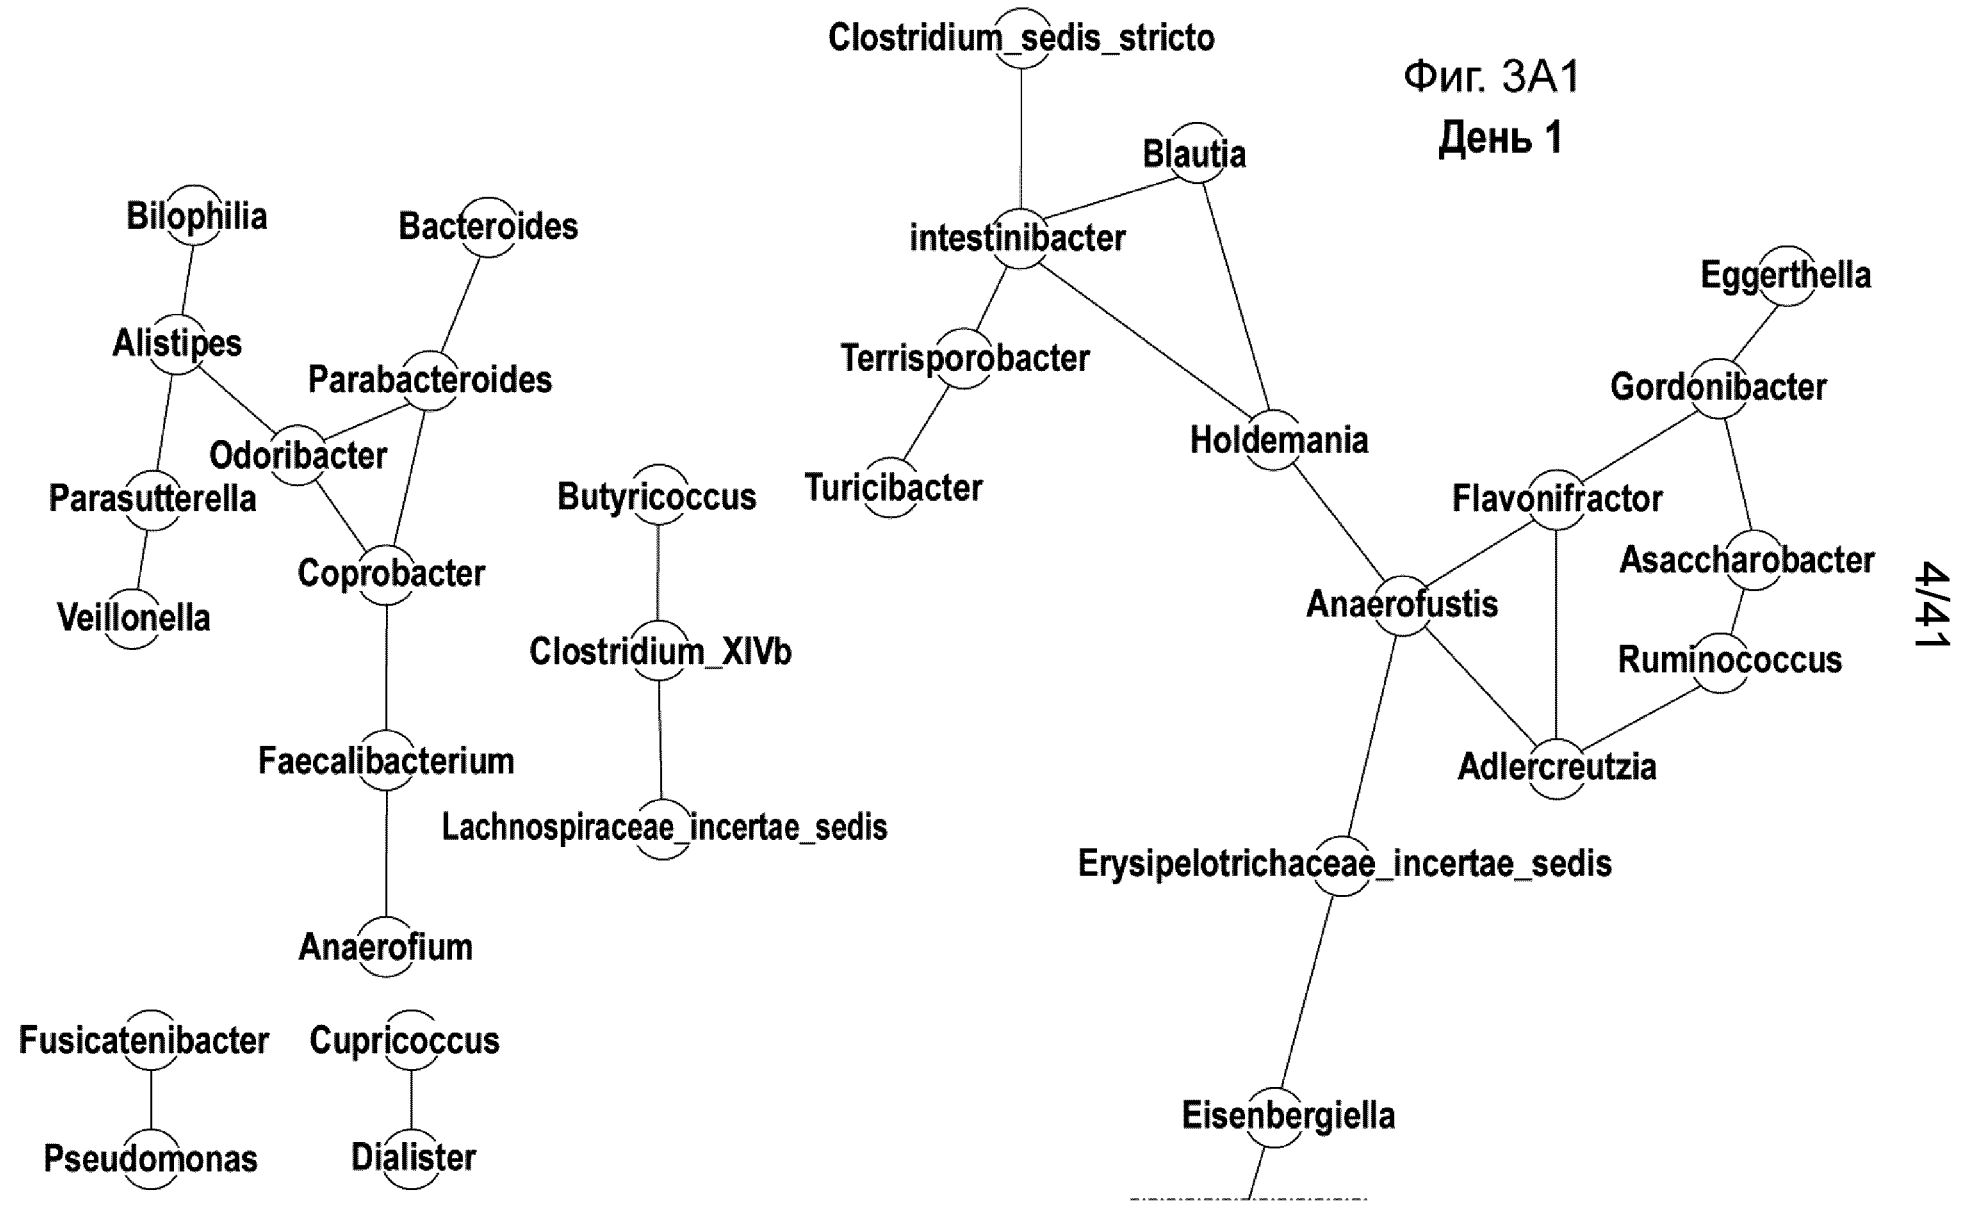 Clostridium_sedis_stricto
Фиг. 3А1
День 1
Blautia
Bilophilia
Bacteroides
intestinibacter
Eggerthella
Alistipes
Parabacteroides
Terrisporobacter
Gordonibacter
Odoribacter
Holdemania
Parasutterella
Butyricoccus
Turicibacter
Flavonifractor
Coprobacter
Asaccharobacter
Veillonella
Anaerofustis
4/41
Clostridium_XIVb
Ruminococcus
Faecalibacterium
Adlercreutzia
Lachnospiraceae_incertae_sedis
Erysipelotrichaceae_incertae_sedis
Anaerofium
Fusicatenibacter
Cupricoccus
Eisenbergiella
Pseudomonas
Dialister